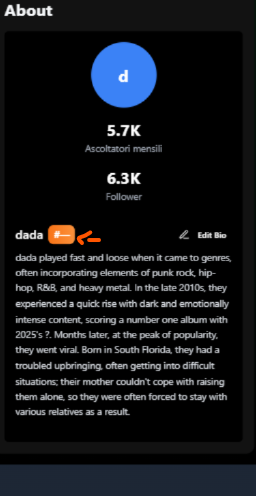 About
d
5.7K
Ascoltatori mensili
6.3K
Follower
dada #— Edit Bio
dada played fast and loose when it came to genres,
often incorporating elements of punk rock, hip-
hop, R&B, and heavy metal. In the late 2010s, they
experienced a quick rise with dark and emotionally
intense content, scoring a number one album with
2025's ?. Months later, at the peak of popularity,
they went viral. Born in South Florida, they had a
troubled upbringing, often getting into difficult
situations; their mother couldn't cope with raising
them alone, so they were often forced to stay with
various relatives as a result.